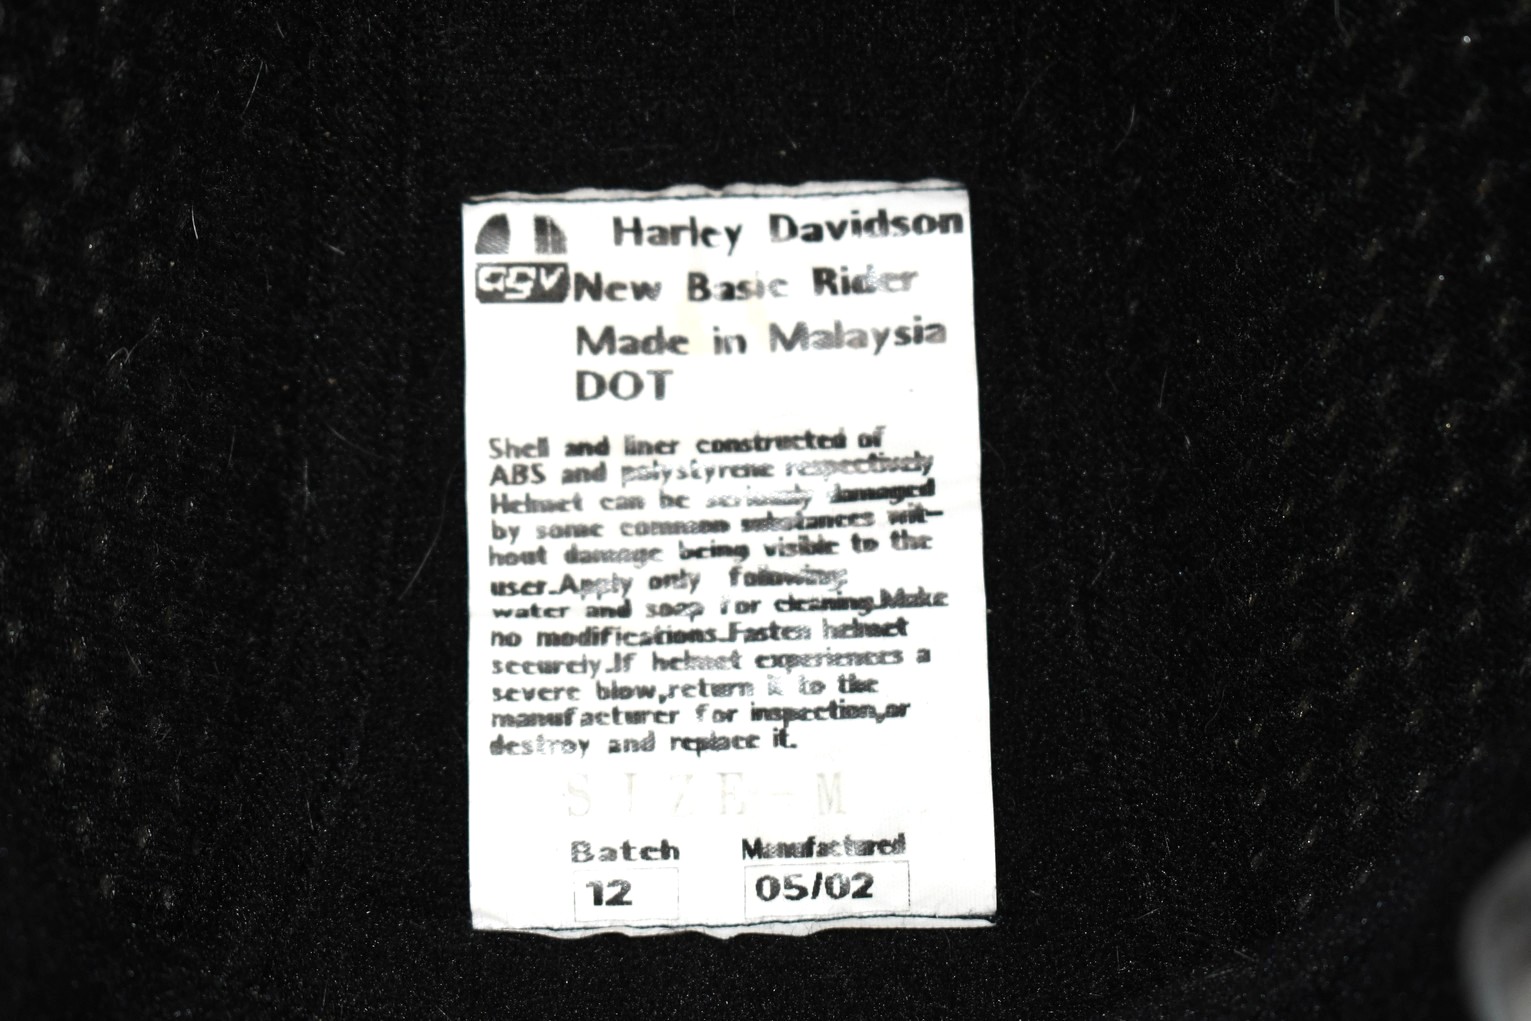 Harley Davidson
agv New Basic Rider
Made in Malaysia
DOT
Shell and liner constructed of
ABS and polystyrene respectively
Helmet can be seriously damaged
by some common substances wit-
hout damage being visible to the
user.Apply only following
water and soap for cleaning.Make
no modifications.Fasten helmet
securely.If helmet experiences a
severe blow,return it to the
manufacturer for inspection,or
destroy and replace it.
SIZE-M
Batch Manufactured
12 05/02